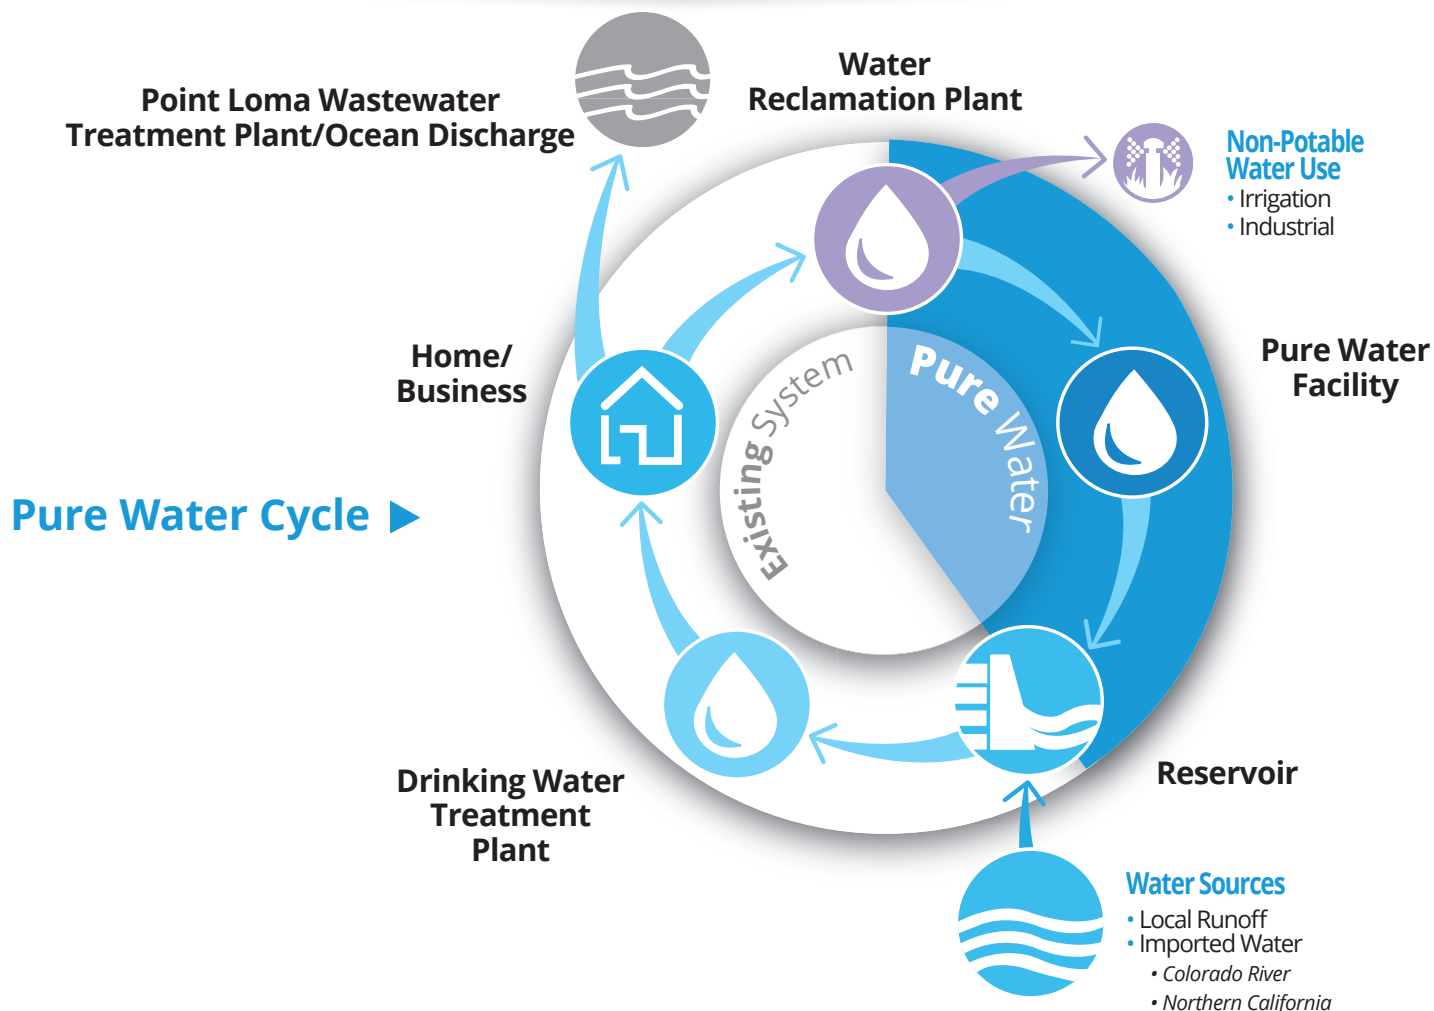 Water
Reclamation Plant
Point Loma Wastewater
Treatment Plant/Ocean Discharge
Non-Potable
Water Use
• Irrigation
• Industrial
Home/
Business
Existing System
Pure Water
Pure Water
Facility
Pure Water Cycle
Drinking Water
Treatment
Plant
Reservoir
Water Sources
• Local Runoff
• Imported Water
• Colorado River
• Northern California